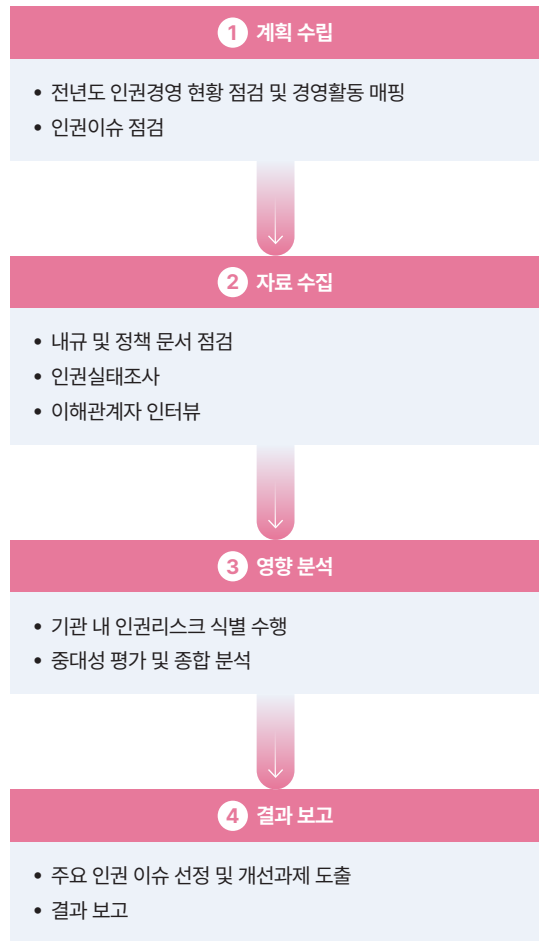 1 계획 수립
• 전년도 인권경영 현황 점검 및 경영활동 매핑
• 인권이슈 점검
2 자료 수집
• 내규 및 정책 문서 점검
• 인권실태조사
• 이해관계자 인터뷰
3 영향 분석
• 기관 내 인권리스크 식별 수행
• 중대성 평가 및 종합 분석
4 결과 보고
• 주요 인권 이슈 선정 및 개선과제 도출
• 결과 보고